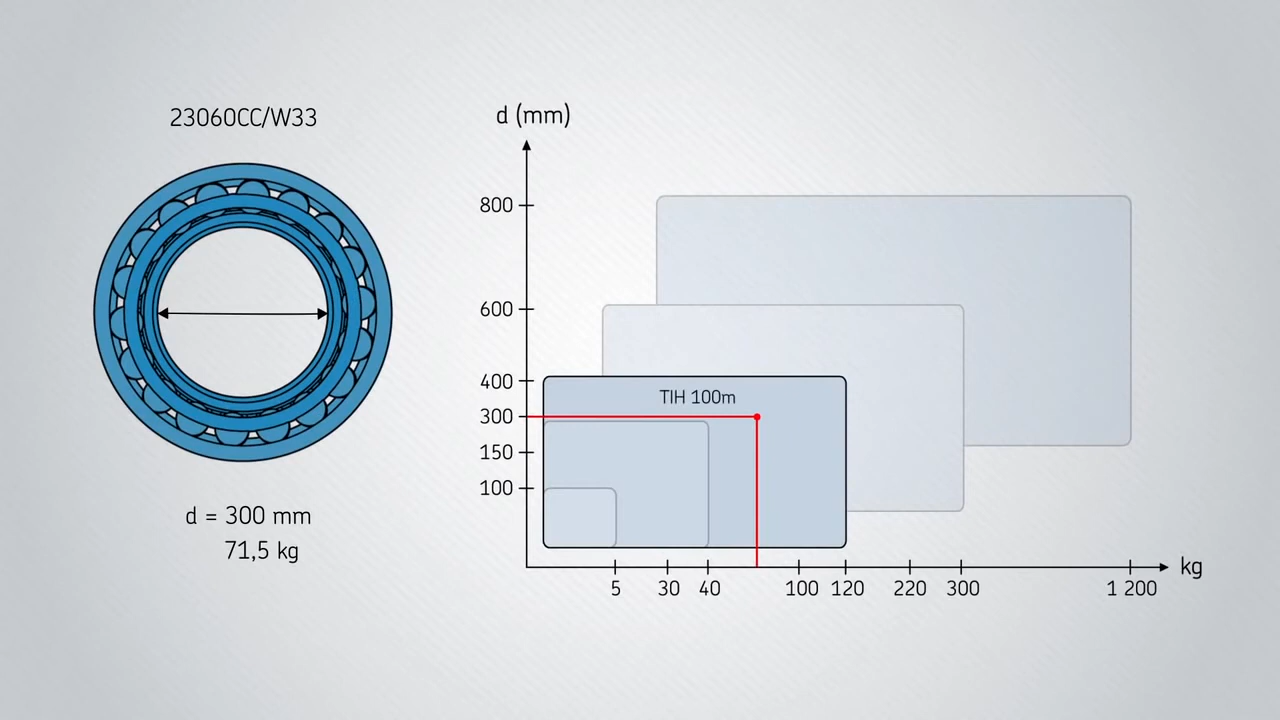 23060CC/W33
d = 300 mm
71,5 kg
d (mm)
800
600
400
300
150
100
TIH 100m
5 30 40 100 120 220 300 1 200
kg